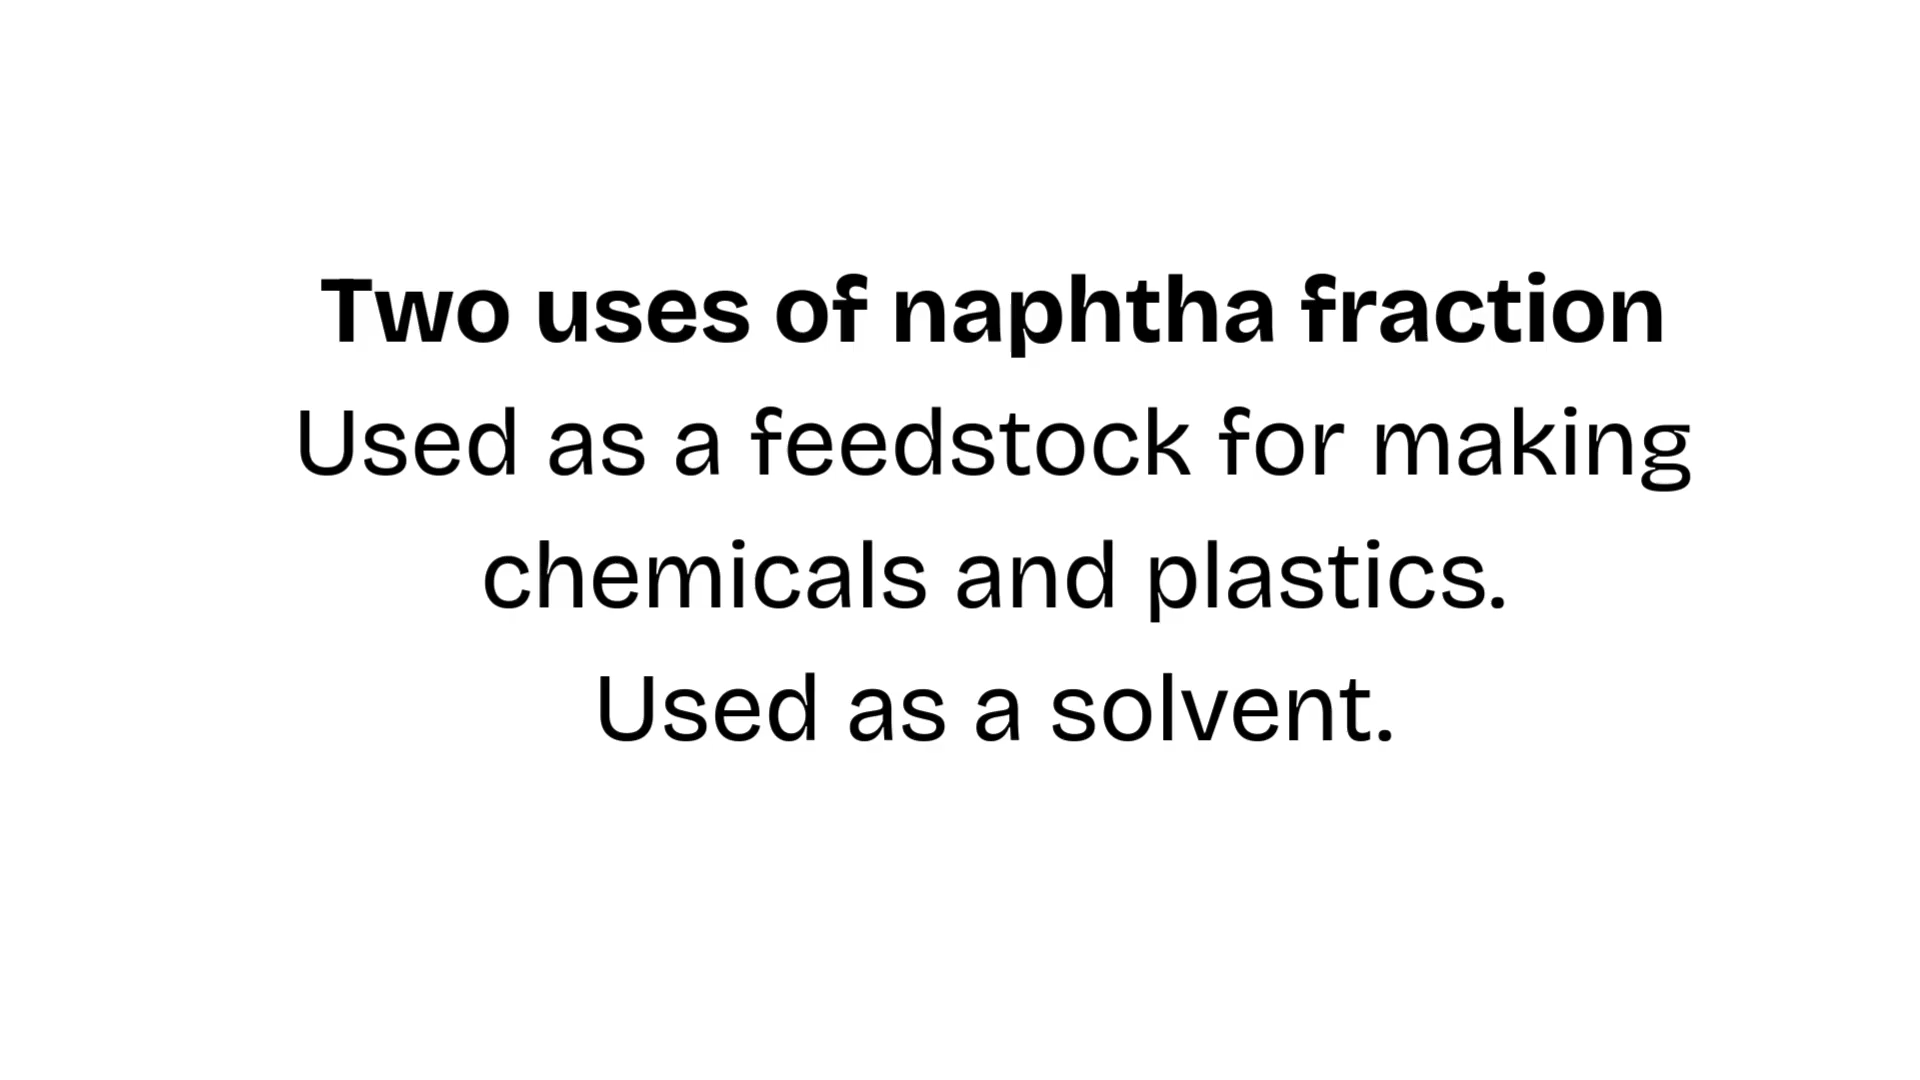 Two uses of naphtha fraction
Used as a feedstock for making
chemicals and plastics.
Used as a solvent.